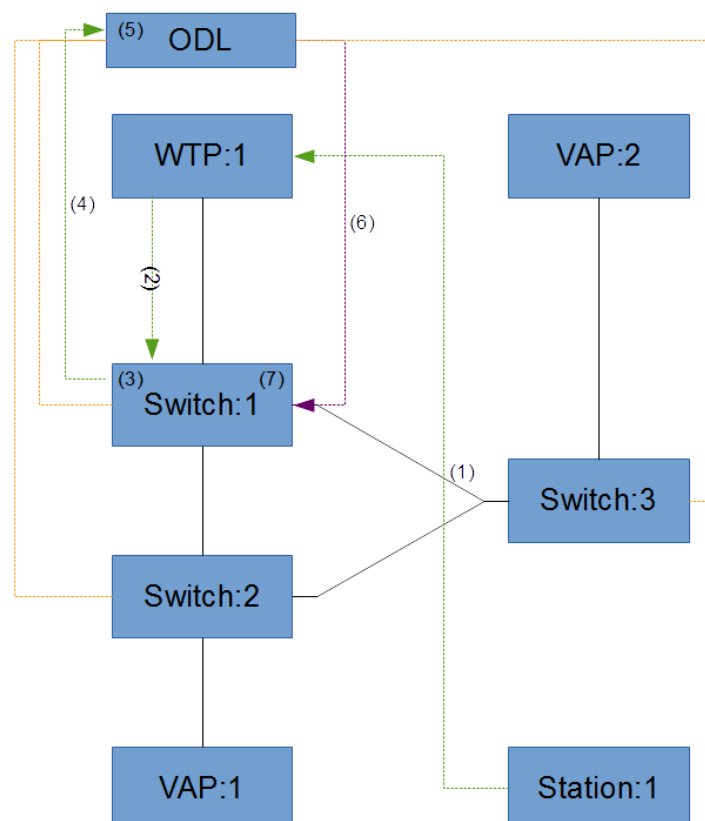 (5)
ODL
WTP:1
VAP:2
(4)
(6)
(2)
(3)
(7)
Switch:1
(1)
Switch:3
Switch:2
VAP:1
Station:1